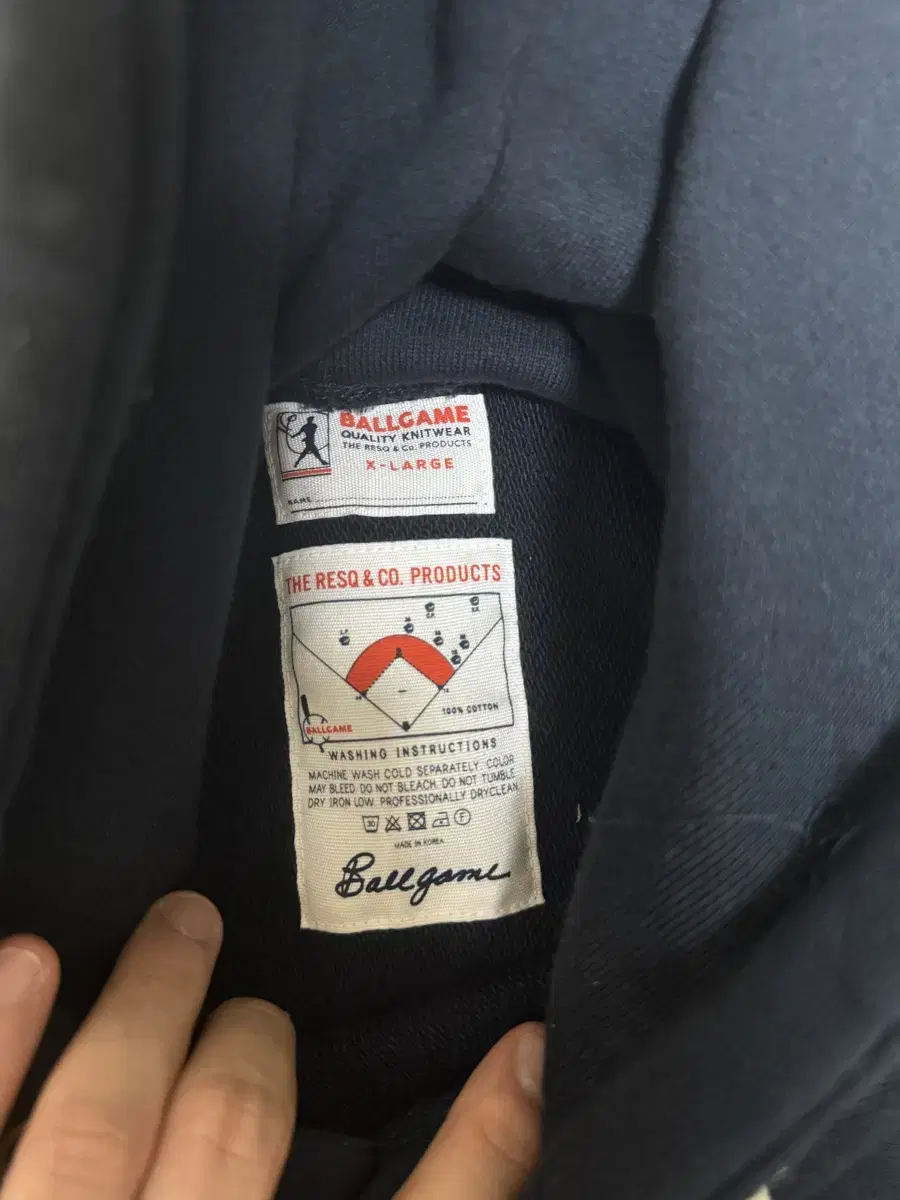 BALLGAME
QUALITY KNITWEAR
THE RESQ & Co. PRODUCTS
X-LARGE
NAME
THE RESQ & CO. PRODUCTS
LF
100% COTTON
BALLGAME
WASHING INSTRUCTIONS
MACHINE WASH COLD SEPARATELY. COLOR
MAY BLEED. DO NOT BLEACH. DO NOT TUMBLE
DRY IRON LOW. PROFESSIONALLY DRYCLEAN.
30 F
MADE IN KOREA
Ballgame